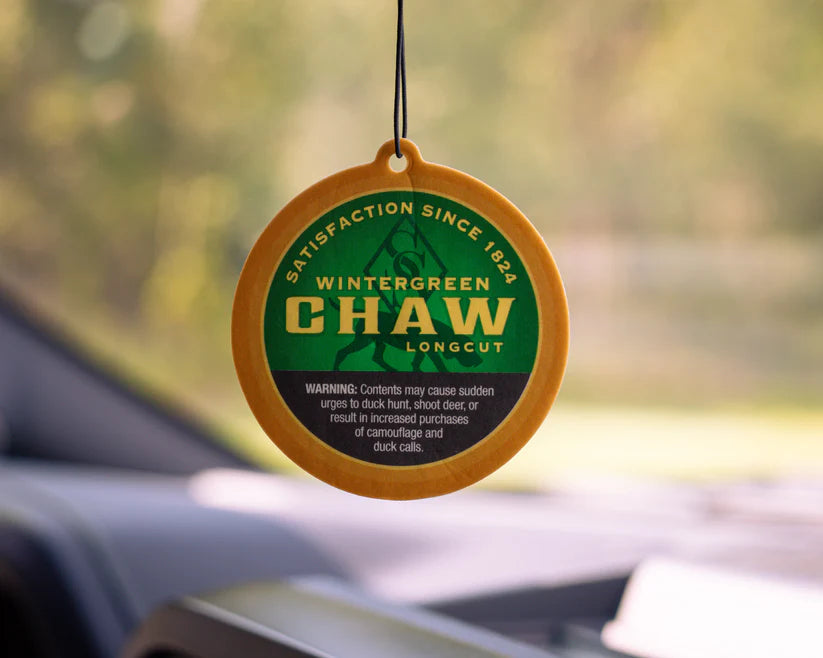 SATISFACTION SINCE 1824
CS
WINTERGREEN
CHAW
LONGCUT
WARNING: Contents may cause sudden
urges to duck hunt, shoot deer, or
result in increased purchases
of camouflage and
duck calls.